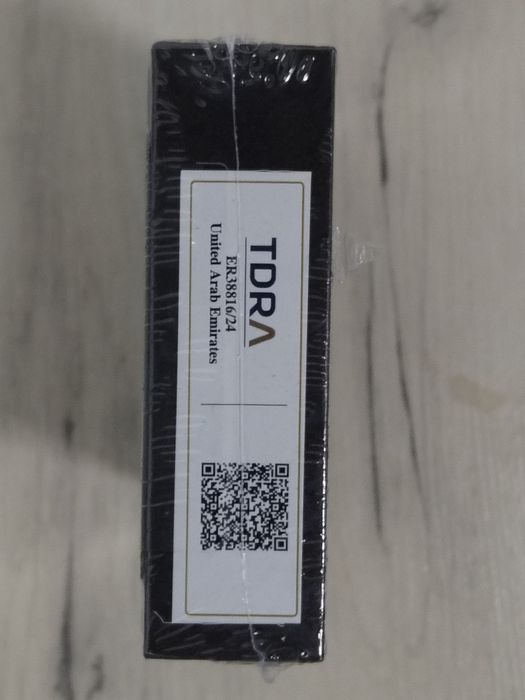 TDRA
ER38816/24
United Arab Emirates